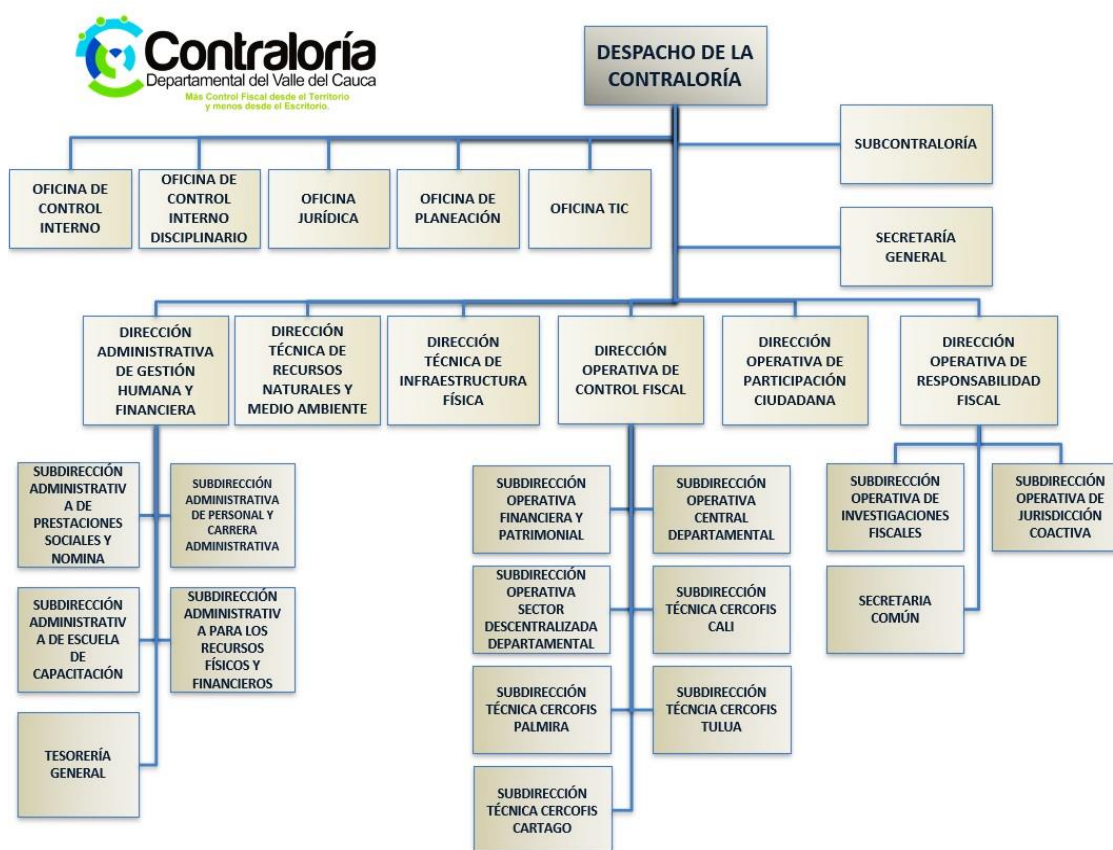 Contraloría
Departamental del Valle del Cauca
Más Control Fiscal desde el Territorio
y menos desde el Escritorio.
DESPACHO DE LA
CONTRALORÍA
SUBCONTRALORÍA
OFICINA DE
CONTROL
INTERNO
OFICINA DE
CONTROL
INTERNO
DISCIPLINARIO
OFICINA
JURÍDICA
OFICINA DE
PLANEACIÓN
OFICINA TIC
SECRETARÍA
GENERAL
DIRECCIÓN
ADMINISTRATIVA
DE GESTIÓN
HUMANA Y
FINANCIERA
DIRECCIÓN
TÉCNICA DE
RECURSOS
NATURALES Y
MEDIO AMBIENTE
DIRECCIÓN
TÉCNICA DE
INFRAESTRUCTURA
FÍSICA
DIRECCIÓN
OPERATIVA
DE CONTROL FISCAL
DIRECCIÓN
OPERATIVA DE
PARTICIPACIÓN
CIUDADANA
DIRECCIÓN
OPERATIVA DE
RESPONSABILIDAD
FISCAL
SUBDIRECCIÓN
ADMINISTRATIV
A DE
PRESTACIONES
SOCIALES Y
NOMINA
SUBDIRECCIÓN
ADMINISTRATIVA
DE PERSONAL Y
CARRERA
ADMINISTRATIVA
SUBDIRECCIÓN
OPERATIVA
FINANCIERA Y
PATRIMONIAL
SUBDIRECCIÓN
OPERATIVA
CENTRAL
DEPARTAMENTAL
SUBDIRECCIÓN
OPERATIVA DE
INVESTIGACIONES
FISCALES
SUBDIRECCIÓN
OPERATIVA DE
JURISDICCIÓN
COACTIVA
SUBDIRECCIÓN
ADMINISTRATIV
A DE ESCUELA
DE
CAPACITACIÓN
SUBDIRECCIÓN
ADMINISTRATIV
A PARA LOS
RECURSOS
FÍSICOS Y
FINANCIEROS
SUBDIRECCIÓN
OPERATIVA
SECTOR
DESCENTRALIZADA
DEPARTAMENTAL
SUBDIRECCIÓN
TÉCNICA CERCOFIS
CALI
SECRETARIA
COMÚN
TESORERÍA
GENERAL
SUBDIRECCIÓN
TÉCNICA CERCOFIS
PALMIRA
SUBDIRECCIÓN
TÉCNCIA CERCOFIS
TULUA
SUBDIRECCIÓN
TÉCNICA CERCOFIS
CARTAGO